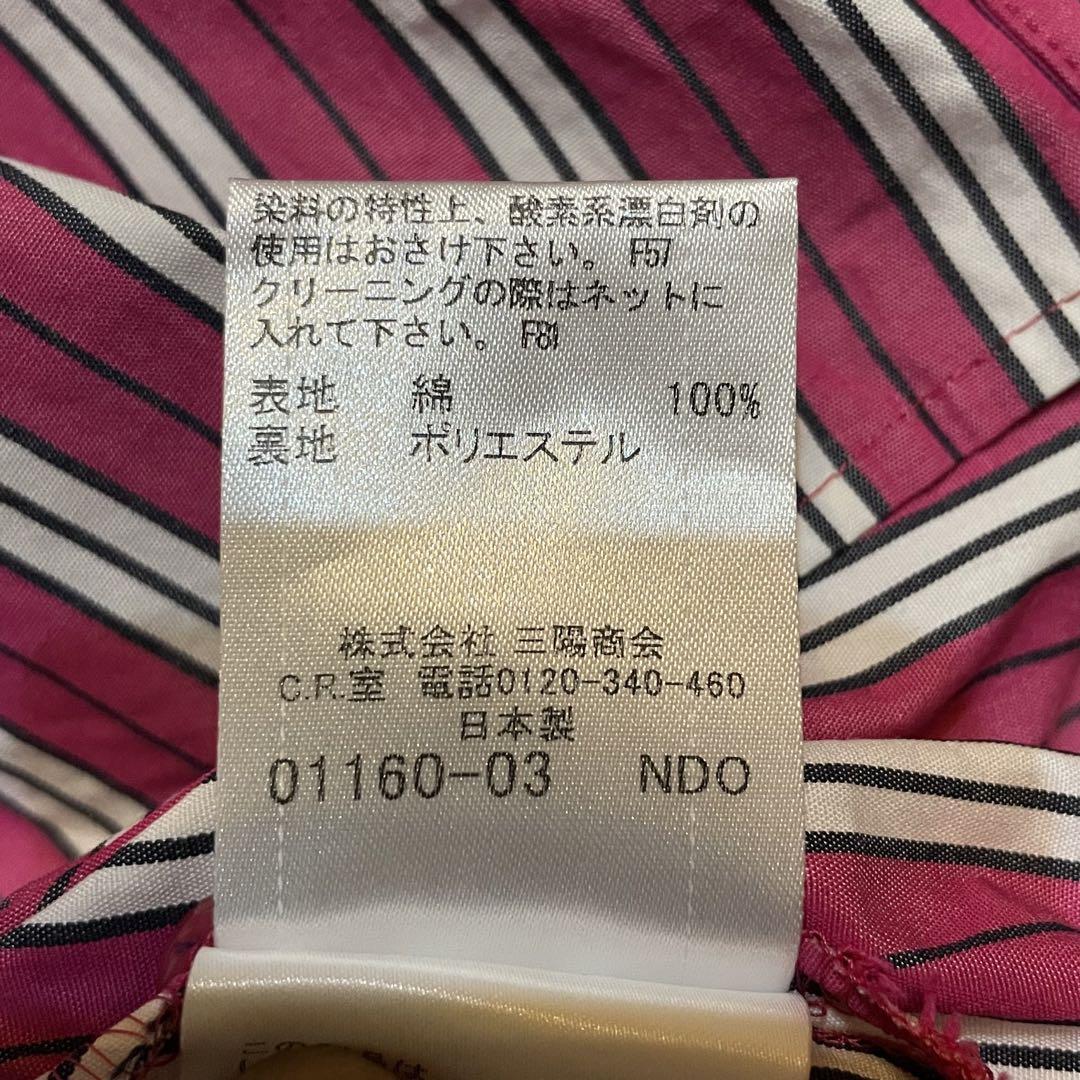 染料の特性上、酸素系漂白剤の
使用はおさけ下さい。 F57
クリーニングの際はネットに
入れて下さい。 F81
表地 綿 100%
裏地 ポリエステル
株式会社 三陽商会
C.R.室 電話0120-340-460
日本製
01160-03 NDO
この